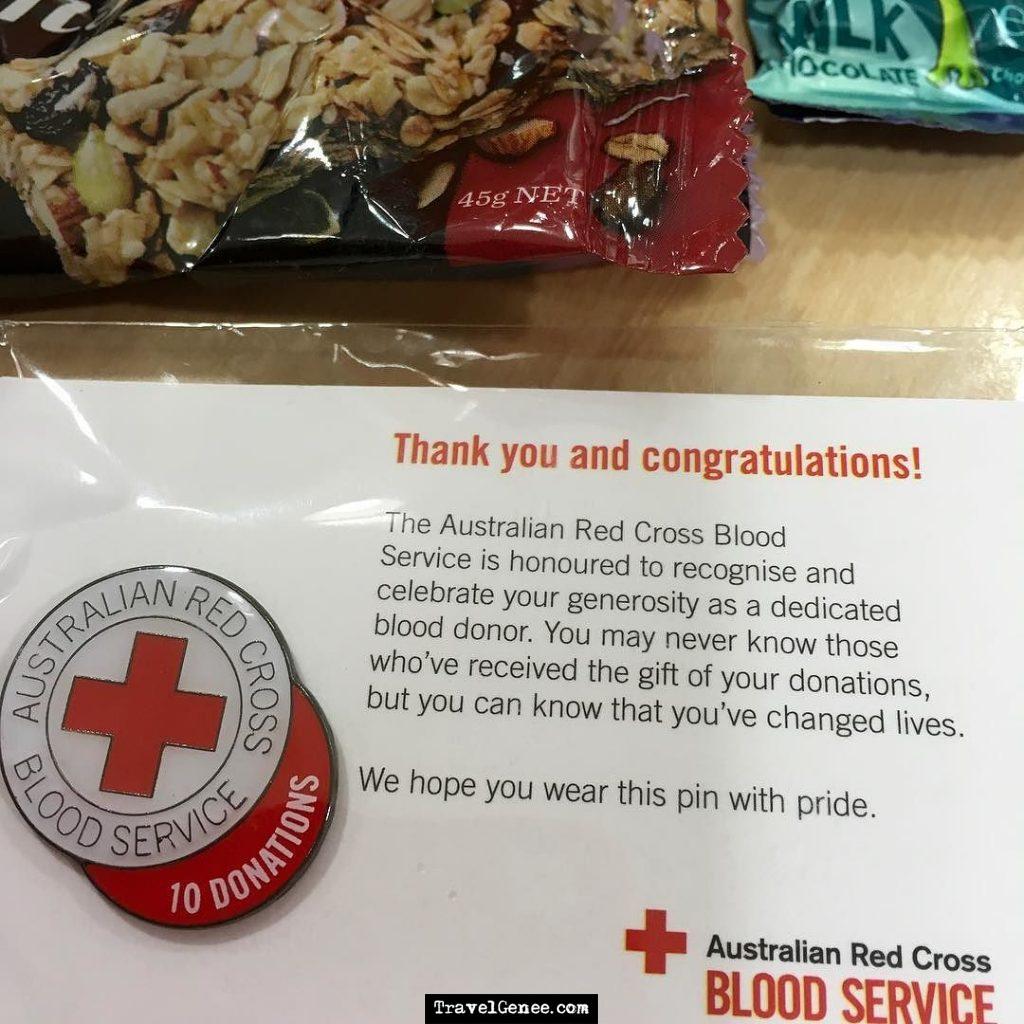 45g NET
MILK
CHOCOLATE
Thank you and congratulations!
The Australian Red Cross Blood
Service is honoured to recognise and
celebrate your generosity as a dedicated
blood donor. You may never know those
who've received the gift of your donations,
but you can know that you've changed lives.
We hope you wear this pin with pride.
AUSTRALIAN RED CROSS
BLOOD SERVICE
10 DONATIONS
Australian Red Cross
BLOOD SERVICE
TravelGenee.com